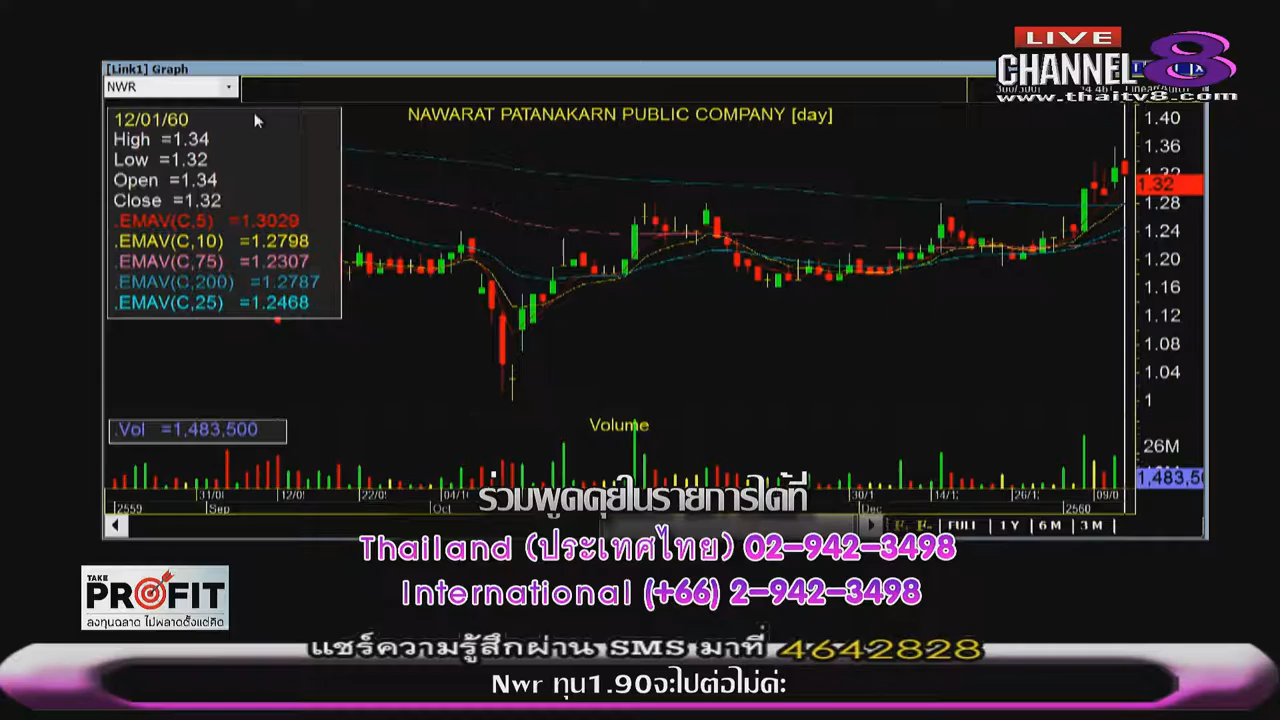 LIVE
CHANNEL 8
www.thaitv8.com
[Link1] Graph
NWR
NAWARAT PATANAKARN PUBLIC COMPANY [day]
12/01/60
High =1.34
Low =1.32
Open =1.34
Close =1.32
.EMAV(C,5) =1.3029
.EMAV(C,10) =1.2798
.EMAV(C,75) =1.2307
.EMAV(C,200) =1.2787
.EMAV(C,25) =1.2468
1.40
1.36
1.32
1.32
1.28
1.24
1.20
1.16
1.12
1.08
1.04
1
.Vol =1,483,500
Volume
26M
1,483,50
31/0 12/0 22/0 04/1 30/1 14/1 26/1 09/0
2559 Sep Oct Dec 2560
FULL 1Y 6M 3M
ร่วมพูดคุยในรายการได้ที่
Thailand (ประเทศไทย) 02-942-3498
International (+66) 2-942-3498
TAKE
PROFIT
ลงทุนฉลาด ไม่พลาดตั้งแต่คิด
แชร์ความรู้สึกผ่าน SMS มาที่ 4642828
Nwr ทุน1.90จะไปต่อไม่ค่ะ